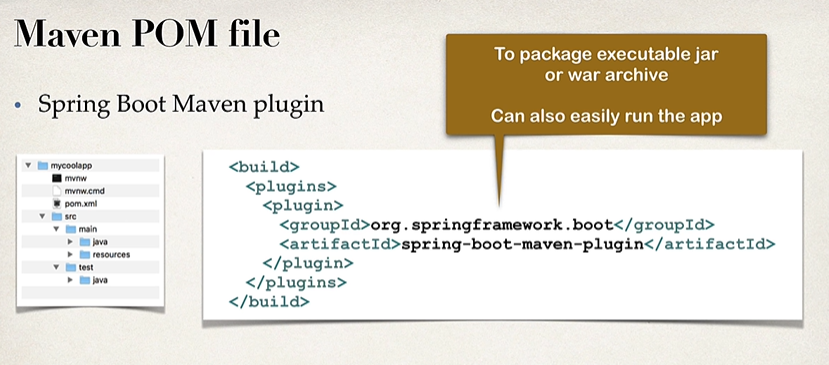 Maven POM file
To package executable jar
or war archive
Can also easily run the app
• Spring Boot Maven plugin
mycoolapp
mvnw
mvnw.cmd
pom.xml
src
main
java
resources
test
java
<build>
<plugins>
<plugin>
<groupId>org.springframework.boot</groupId>
<artifactId>spring-boot-maven-plugin</artifactId>
</plugin>
</plugins>
</build>